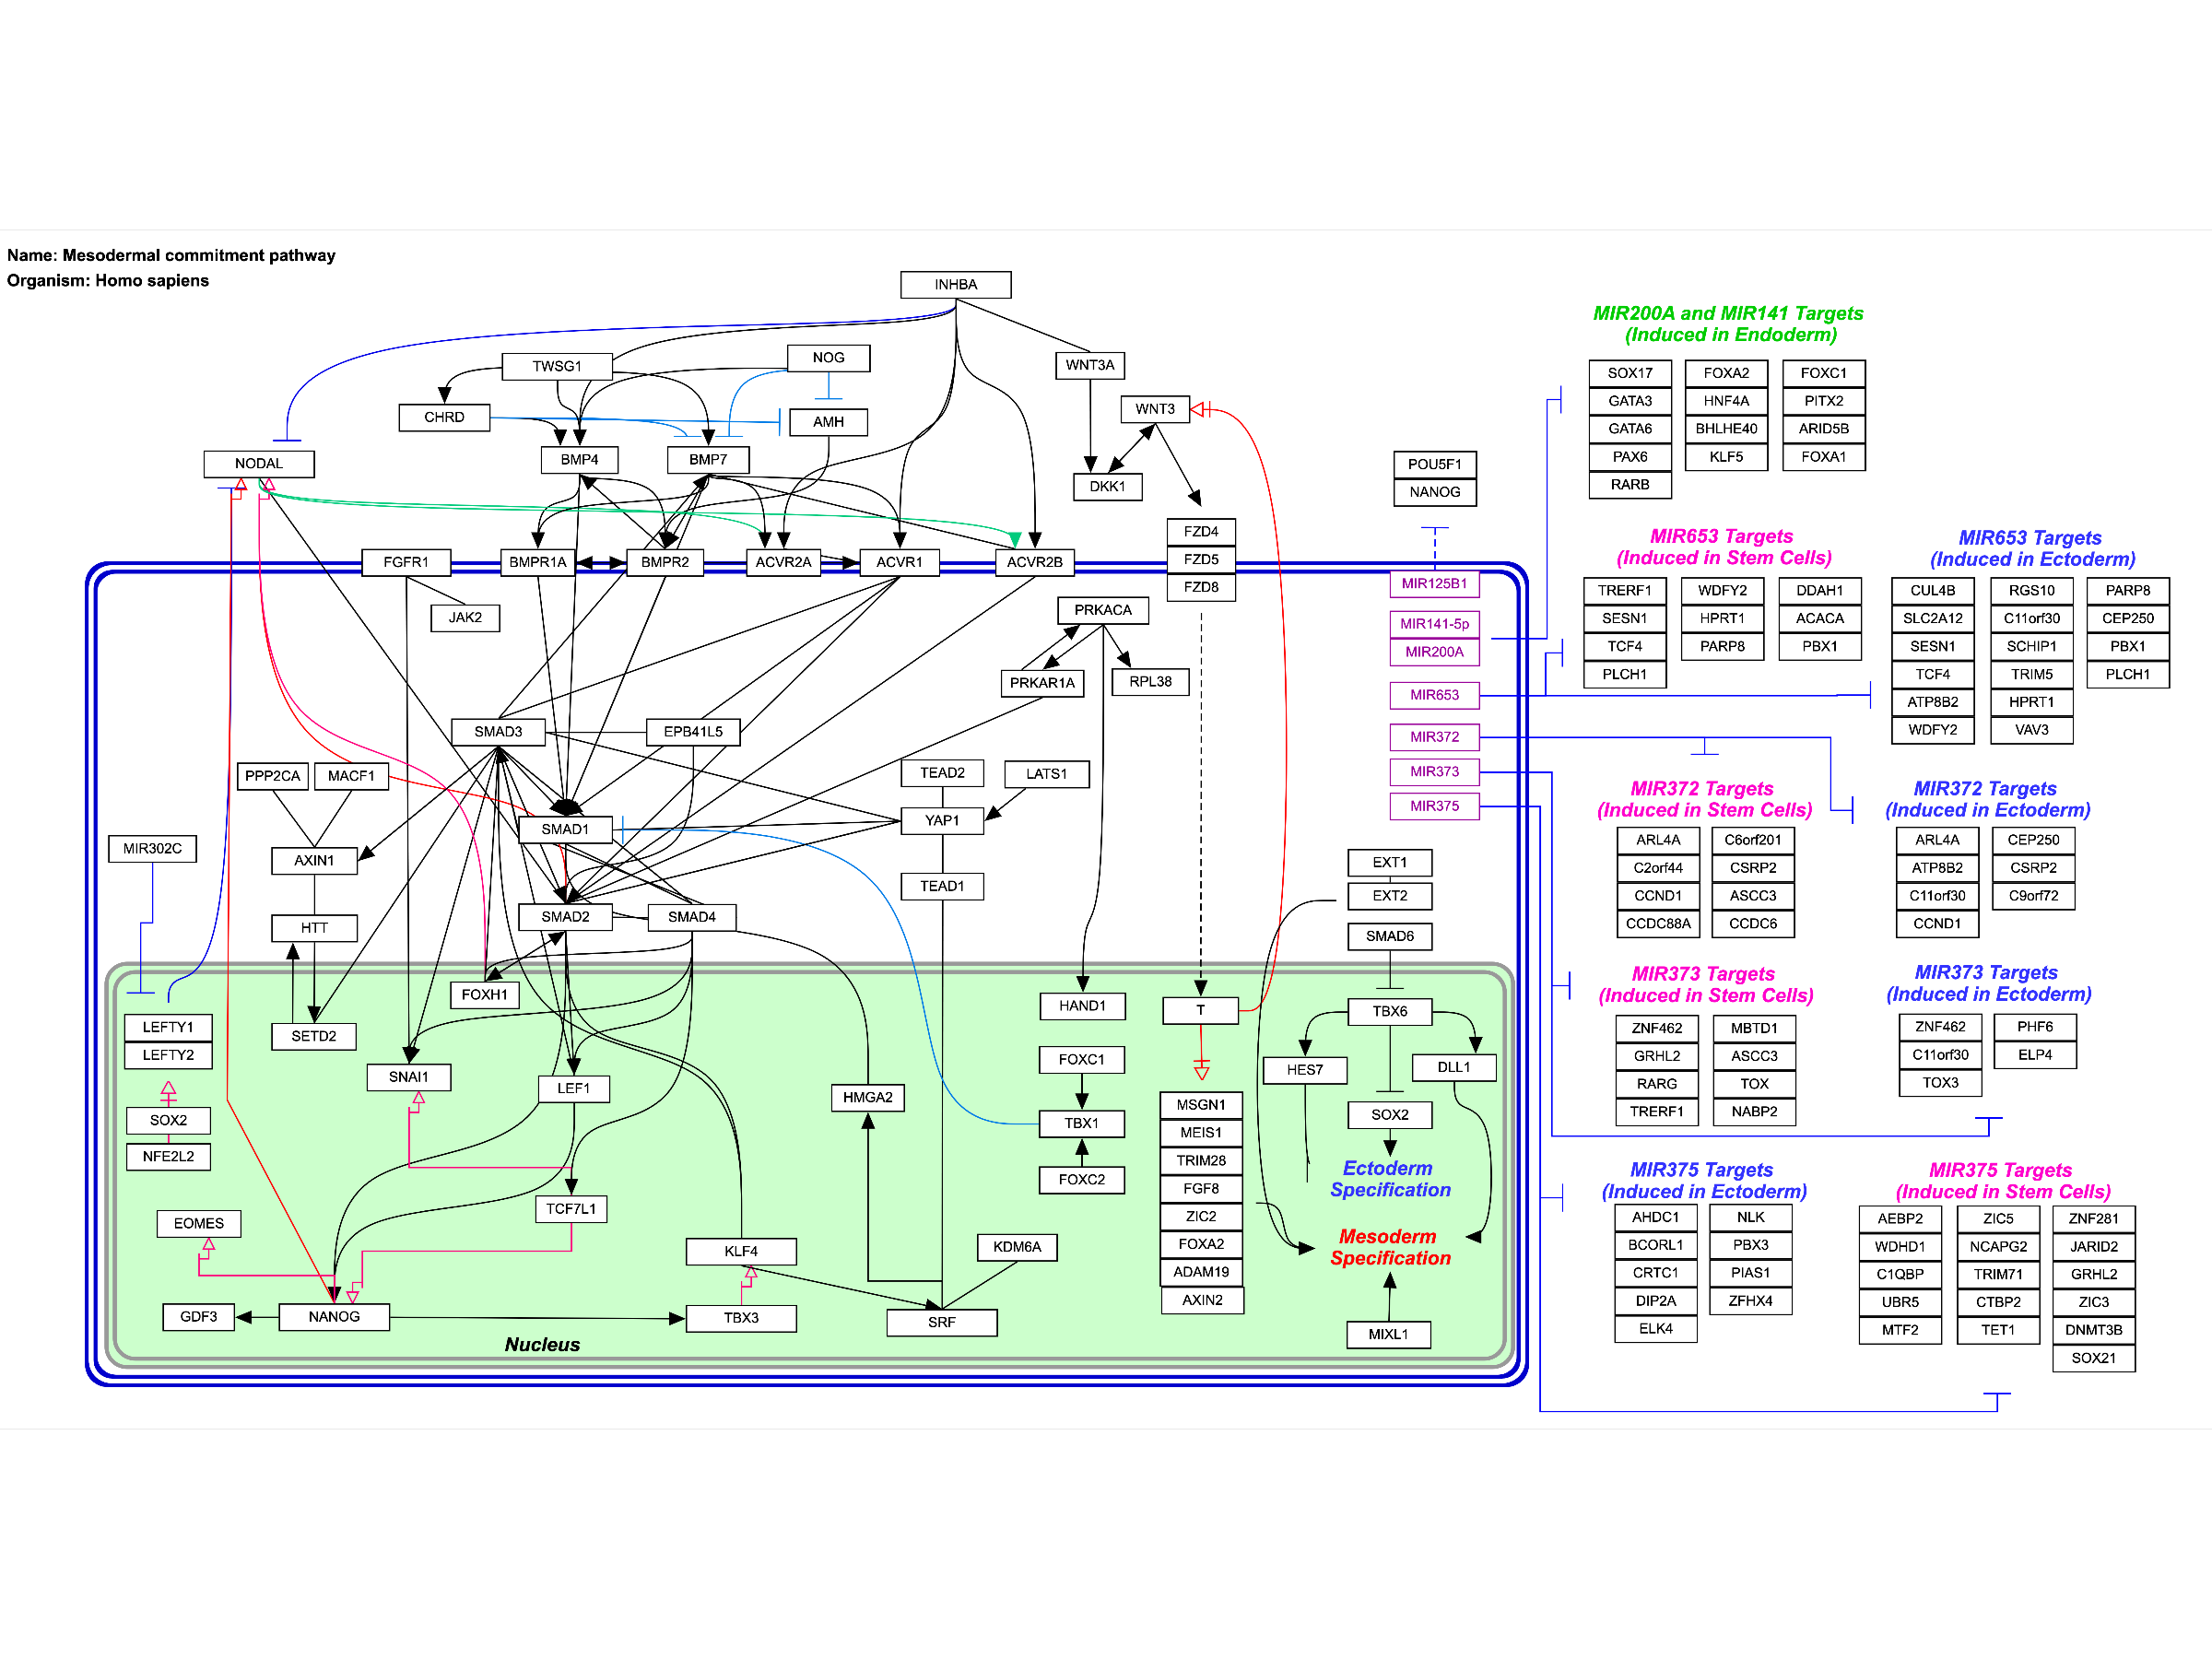 Name: Mesodermal commitment pathway
Organism: Homo sapiens
INHBA
TWSG1
NOG
WNT3A
CHRD
AMH
WNT3
NODAL
BMP4
BMP7
DKK1
POU5F1
NANOG
FZD4
FZD5
FZD8
FGFR1
BMPR1A
BMPR2
ACVR2A
ACVR1
ACVR2B
JAK2
PRKACA
PRKAR1A
RPL38
MIR125B1
MIR141-5p
MIR200A
MIR653
MIR372
MIR373
MIR375
SMAD3
EPB41L5
PPP2CA
MACF1
TEAD2
LATS1
SMAD1
YAP1
MIR302C
AXIN1
TEAD1
EXT1
EXT2
HTT
SMAD2
SMAD4
SMAD6
FOXH1
HAND1
T
TBX6
LEFTY1
LEFTY2
SETD2
SNAI1
LEF1
HMGA2
FOXC1
TBX1
FOXC2
HES7
DLL1
SOX2
SOX2
NFE2L2
MSGN1
MEIS1
TRIM28
FGF8
ZIC2
FOXA2
ADAM19
AXIN2
Ectoderm
Specification
TCF7L1
EOMES
KLF4
KDM6A
Mesoderm
Specification
GDF3
NANOG
TBX3
SRF
MIXL1
Nucleus
MIR200A and MIR141 Targets
(Induced in Endoderm)
SOX17 FOXA2 FOXC1
GATA3 HNF4A PITX2
GATA6 BHLHE40 ARID5B
PAX6 KLF5 FOXA1
RARB
MIR653 Targets
(Induced in Stem Cells)
TRERF1 WDFY2 DDAH1
SESN1 HPRT1 ACACA
TCF4 PARP8 PBX1
PLCH1
MIR653 Targets
(Induced in Ectoderm)
CUL4B RGS10 PARP8
SLC2A12 C11orf30 CEP250
SESN1 SCHIP1 PBX1
TCF4 TRIM5 PLCH1
ATP8B2 HPRT1
WDFY2 VAV3
MIR372 Targets
(Induced in Stem Cells)
ARL4A C6orf201
C2orf44 CSRP2
CCND1 ASCC3
CCDC88A CCDC6
MIR372 Targets
(Induced in Ectoderm)
ARL4A CEP250
ATP8B2 CSRP2
C11orf30 C9orf72
CCND1
MIR373 Targets
(Induced in Stem Cells)
ZNF462 MBTD1
GRHL2 ASCC3
RARG TOX
TRERF1 NABP2
MIR373 Targets
(Induced in Ectoderm)
ZNF462 PHF6
C11orf30 ELP4
TOX3
MIR375 Targets
(Induced in Ectoderm)
AHDC1 NLK
BCORL1 PBX3
CRTC1 PIAS1
DIP2A ZFHX4
ELK4
MIR375 Targets
(Induced in Stem Cells)
AEBP2 ZIC5 ZNF281
WDHD1 NCAPG2 JARID2
C1QBP TRIM71 GRHL2
UBR5 CTBP2 ZIC3
MTF2 TET1 DNMT3B
SOX21